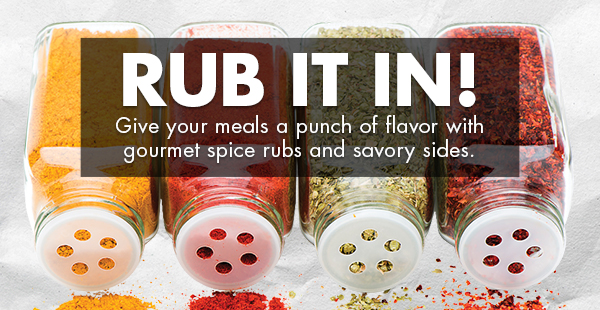 RUB IT IN!
Give your meals a punch of flavor with
gourmet spice rubs and savory sides.